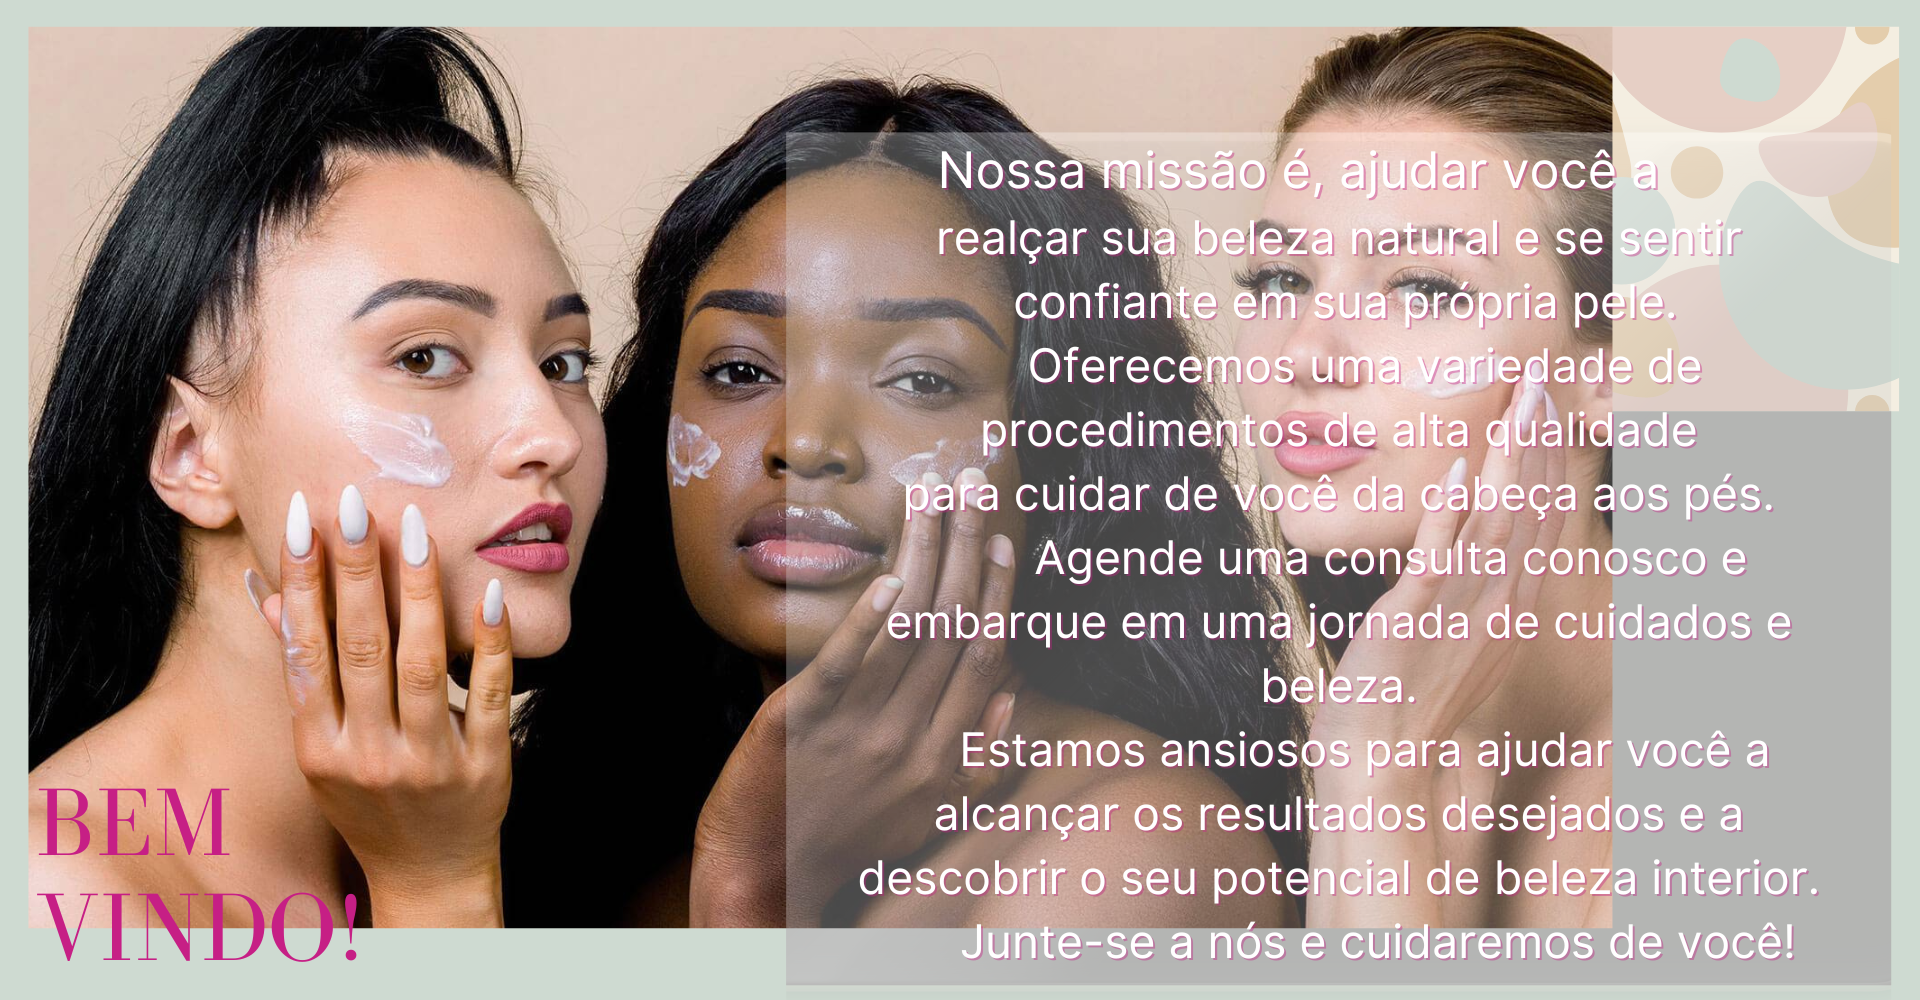 Nossa missão é, ajudar você a
realçar sua beleza natural e se sentir
confiante em sua própria pele.
Oferecemos uma variedade de
procedimentos de alta qualidade
para cuidar de você da cabeça aos pés.
Agende uma consulta conosco e
embarque em uma jornada de cuidados e
beleza.
Estamos ansiosos para ajudar você a
alcançar os resultados desejados e a
descobrir o seu potencial de beleza interior.
Junte-se a nós e cuidaremos de você!
BEM
VINDO!